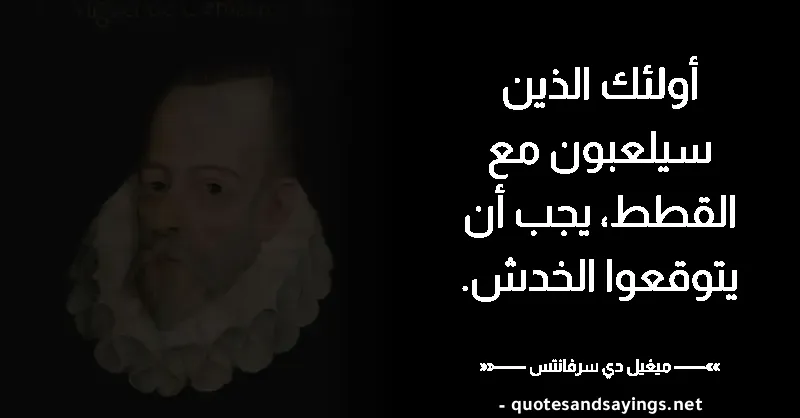 أولئك الذين
سيلعبون مع
القطط، يجب أن
يتوقعوا الخدش.
»—— ميغيل دي سرفانتس ——»«
- quotesandsayings.net